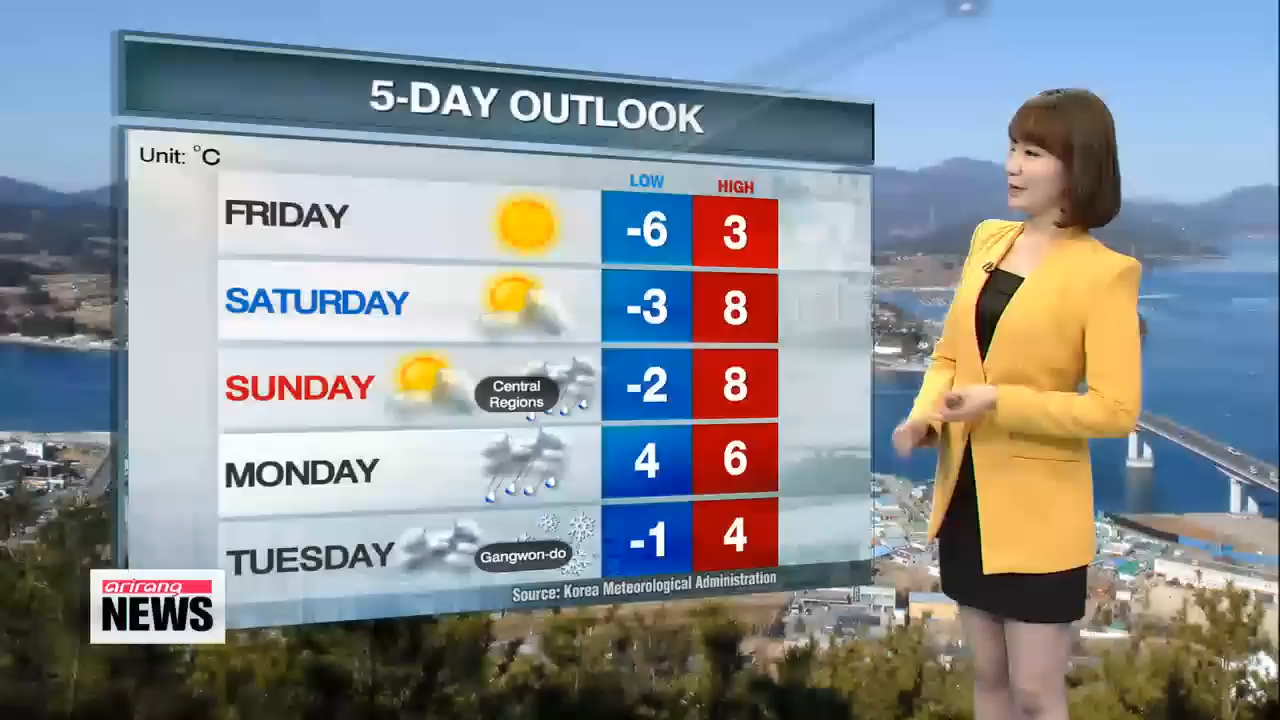 5-DAY OUTLOOK
Unit: °C
LOW HIGH
FRIDAY -6 3
SATURDAY -3 8
SUNDAY Central Regions -2 8
MONDAY 4 6
TUESDAY Gangwon-do -1 4
Source: Korea Meteorological Administration
arirang
NEWS